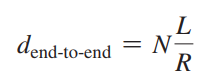 d_end-to-end = N L/R